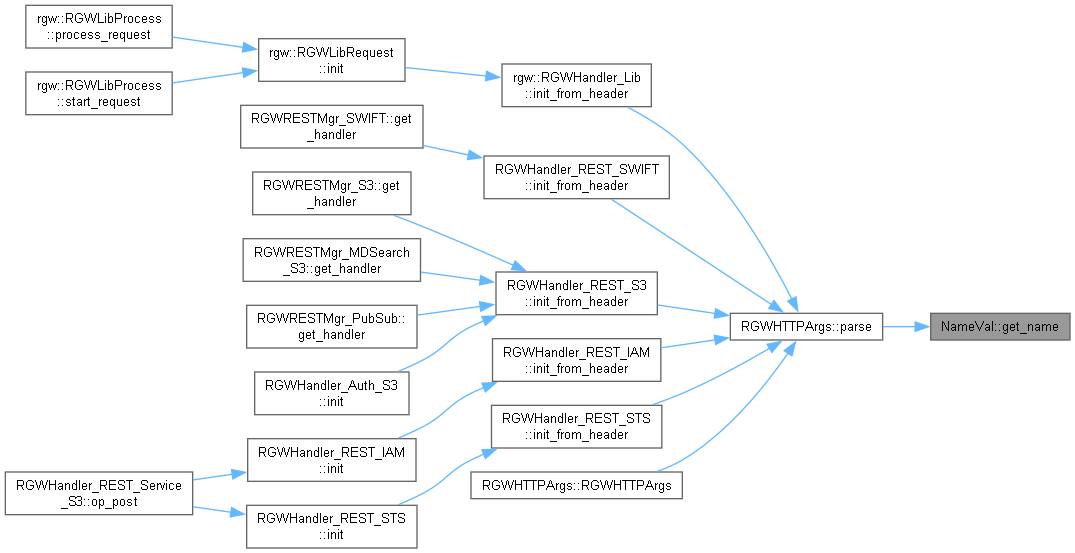 rgw::RGWLibProcess
::process_request
rgw::RGWLibProcess
::start_request
rgw::RGWLibRequest
::init
rgw::RGWHandler_Lib
::init_from_header
RGWRESTMgr_SWIFT::get
_handler
RGWHandler_REST_SWIFT
::init_from_header
RGWRESTMgr_S3::get
_handler
RGWRESTMgr_MDSearch
_S3::get_handler
RGWHandler_REST_S3
::init_from_header
RGWRESTMgr_PubSub::
get_handler
RGWHTTPArgs::parse
NameVal::get_name
RGWHandler_REST_IAM
::init_from_header
RGWHandler_Auth_S3
::init
RGWHandler_REST_STS
::init_from_header
RGWHandler_REST_IAM
::init
RGWHTTPArgs::RGWHTTPArgs
RGWHandler_REST_Service
_S3::op_post
RGWHandler_REST_STS
::init